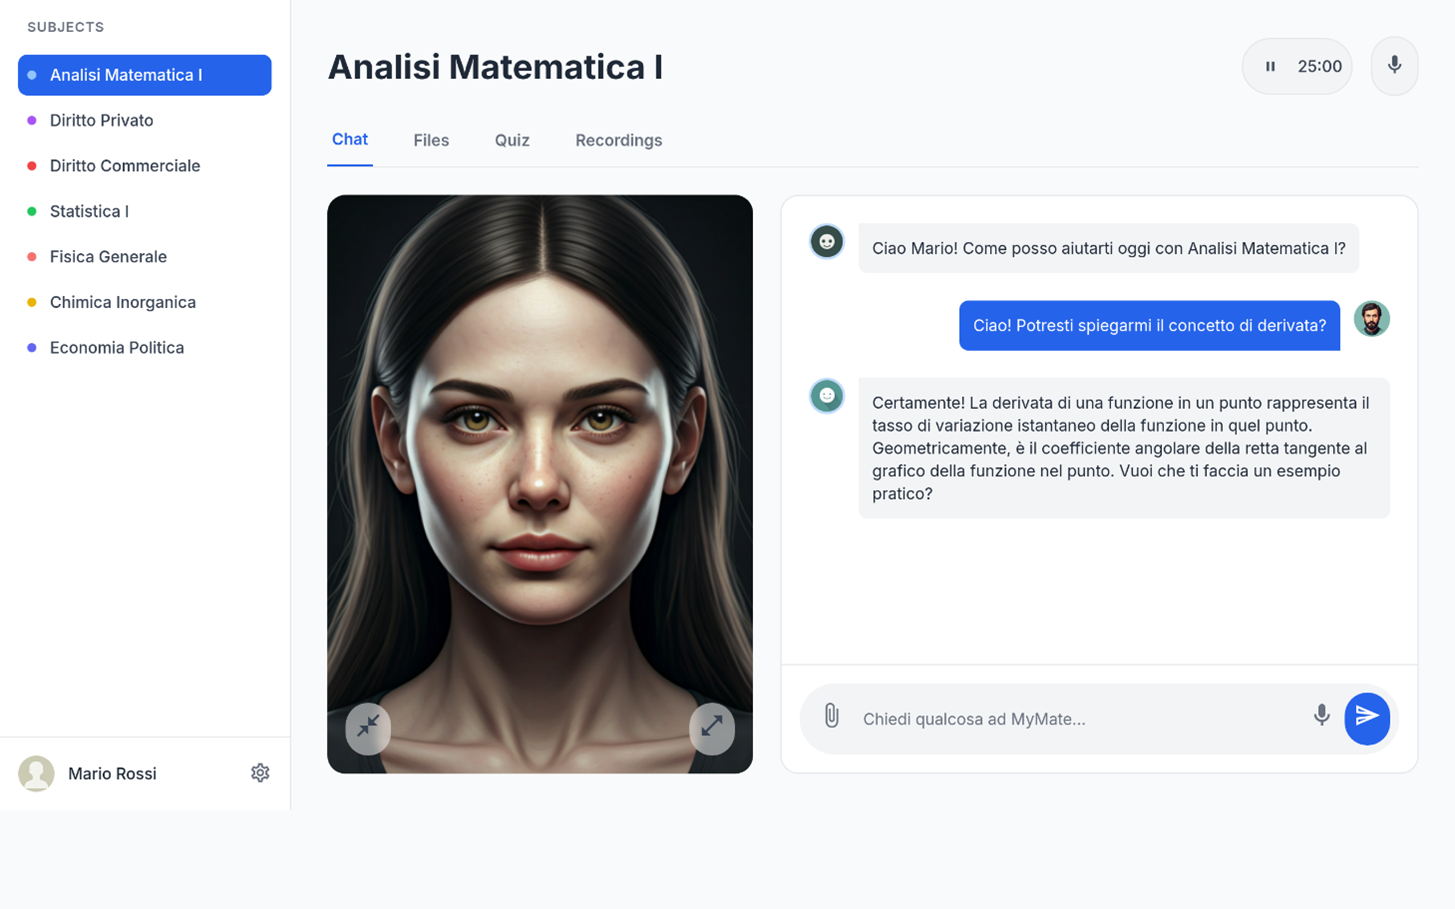 SUBJECTS
Analisi Matematica I
Diritto Privato
Diritto Commerciale
Statistica I
Fisica Generale
Chimica Inorganica
Economia Politica
Mario Rossi
Analisi Matematica I
25:00
Chat
Files
Quiz
Recordings
Ciao Mario! Come posso aiutarti oggi con Analisi Matematica I?
Ciao! Potresti spiegarmi il concetto di derivata?
Certamente! La derivata di una funzione in un punto rappresenta il
tasso di variazione istantaneo della funzione in quel punto.
Geometricamente, è il coefficiente angolare della retta tangente al
grafico della funzione nel punto. Vuoi che ti faccia un esempio
pratico?
Chiedi qualcosa ad MyMate...